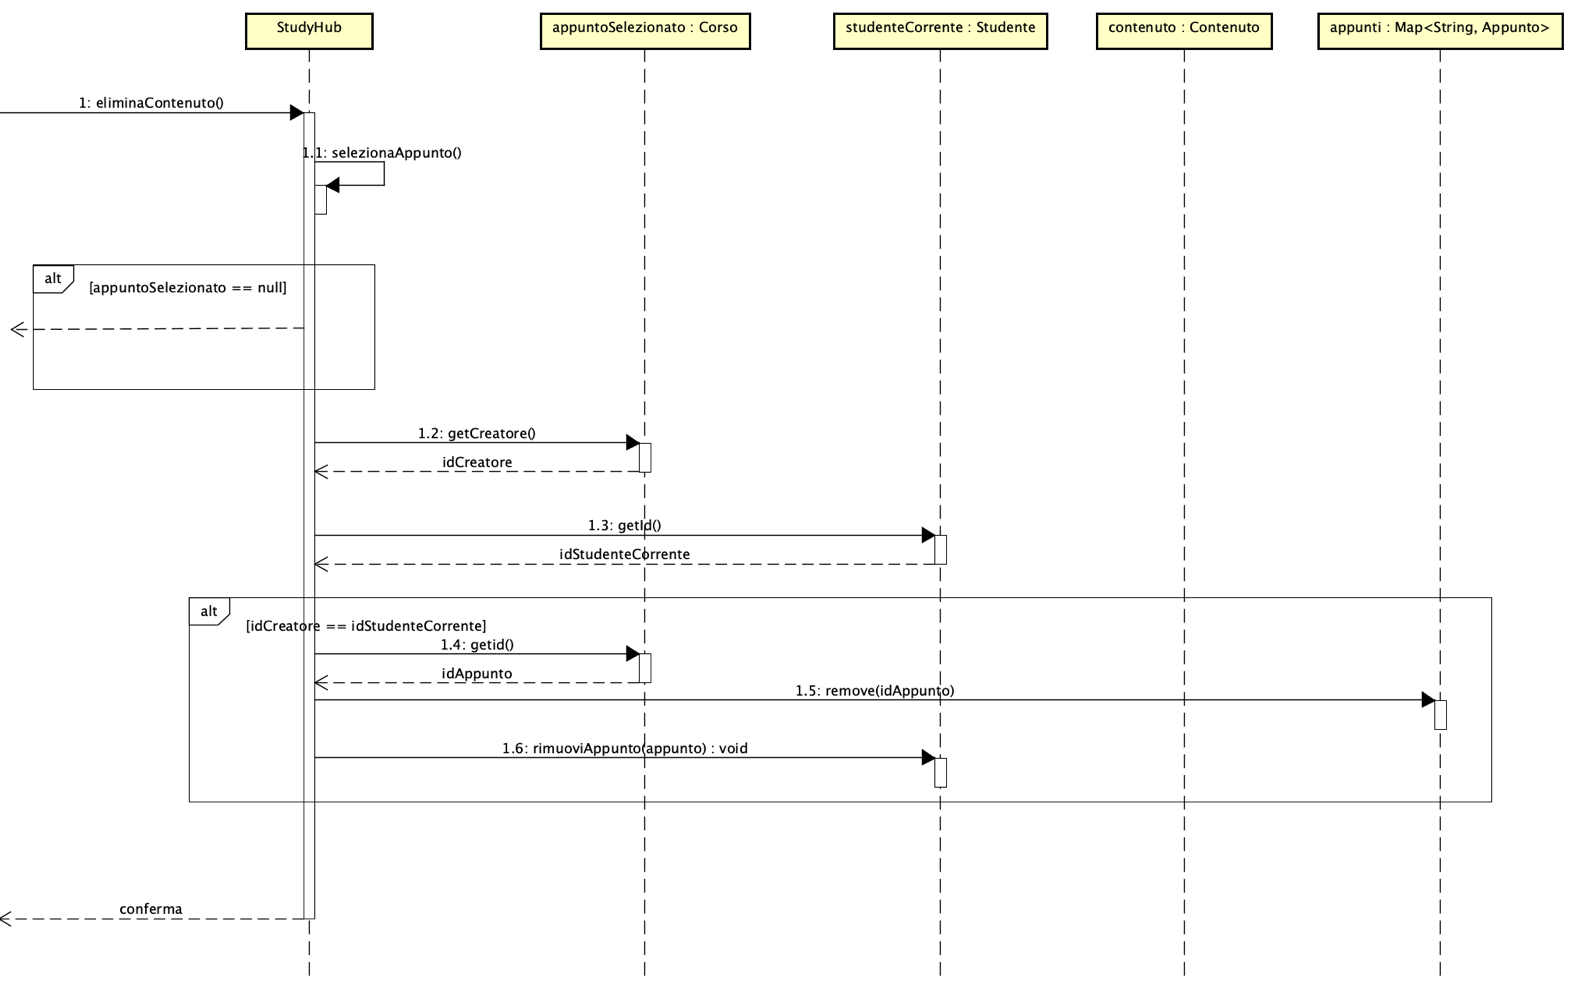 StudyHub
appuntoSelezionato : Corso
studenteCorrente : Studente
contenuto : Contenuto
appunti : Map<String, Appunto>
1: eliminaContenuto()
1.1: selezionaAppunto()
alt
[appuntoSelezionato == null]
1.2: getCreatore()
idCreatore
1.3: getId()
idStudenteCorrente
alt
[idCreatore == idStudenteCorrente]
1.4: getid()
idAppunto
1.5: remove(idAppunto)
1.6: rimuoviAppunto(appunto) : void
conferma